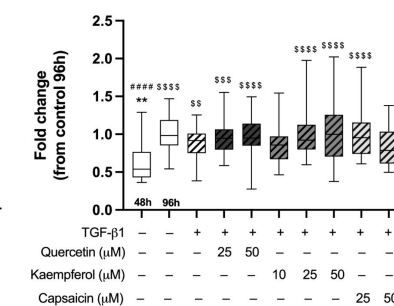 2.5
2.0
1.5
1.0
0.5
0.0
Fold change
(from control 96h)
#### $$$$ $$ $$$ $$$$ $$$$ $$$$ $$$$
**
48h 96h
TGF-β1 – – + + + + + + + +
Quercetin (μM) – – – 25 50 – – – – –
Kaempferol (μM) – – – – – 10 25 50 – –
Capsaicin (μM) – – – – – – – – 25 50